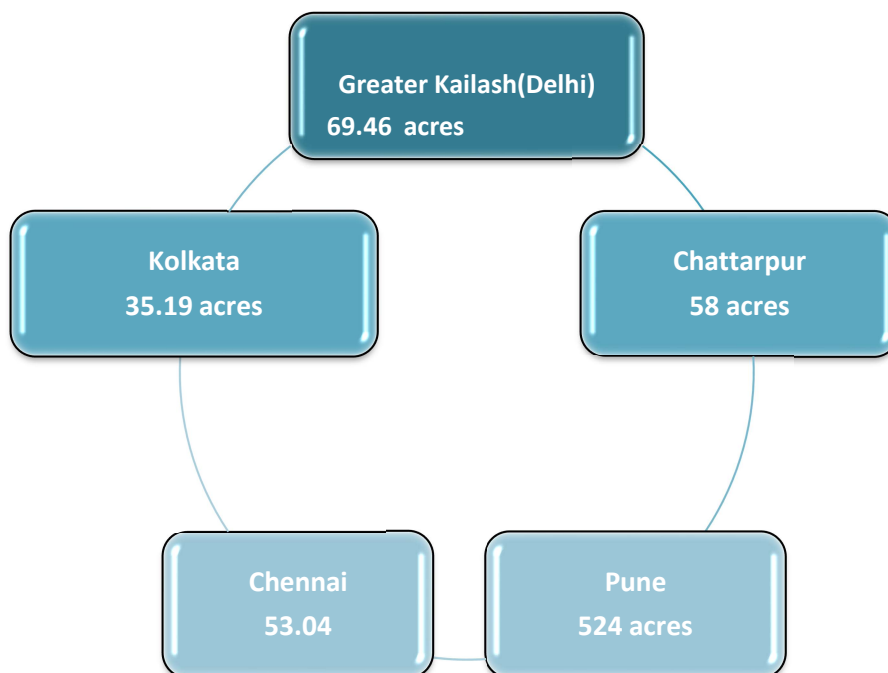 Greater Kailash(Delhi)
69.46 acres
Kolkata
35.19 acres
Chattarpur
58 acres
Chennai
53.04
Pune
524 acres